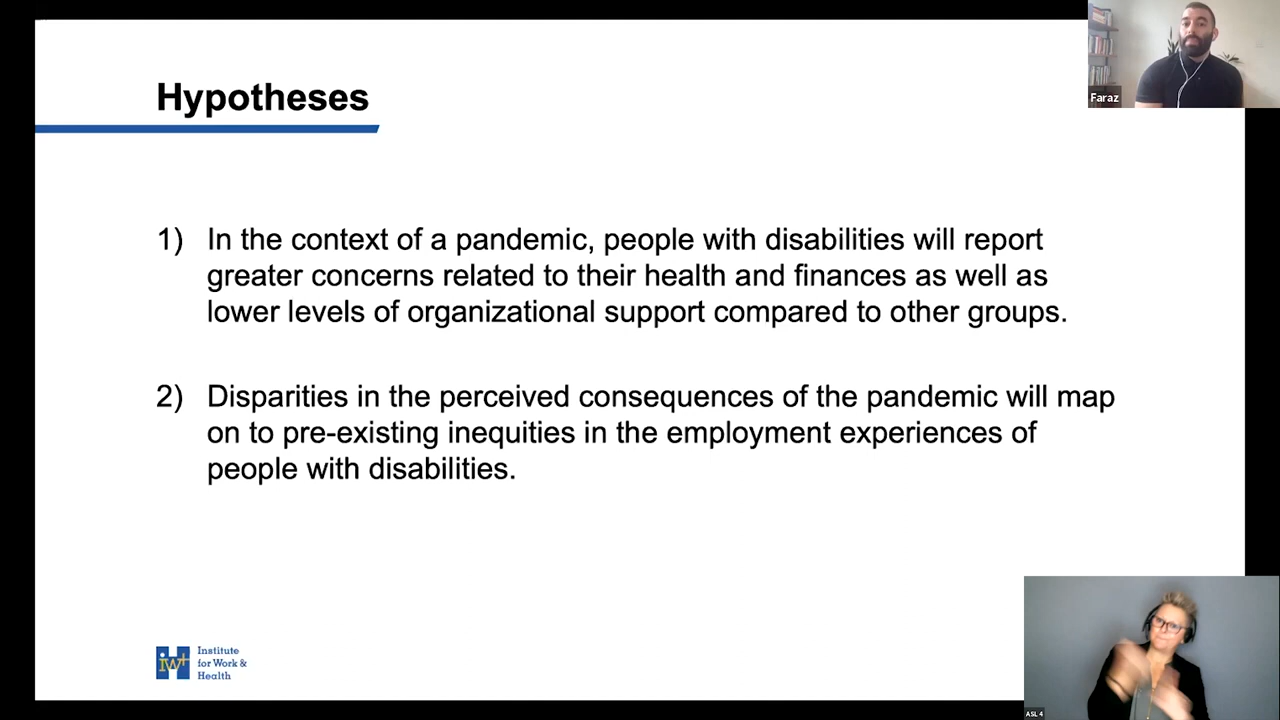 Hypotheses
Faraz
1) In the context of a pandemic, people with disabilities will report
greater concerns related to their health and finances as well as
lower levels of organizational support compared to other groups.
2) Disparities in the perceived consequences of the pandemic will map
on to pre-existing inequities in the employment experiences of
people with disabilities.
iwh
Institute
for Work &
Health
ASL 4